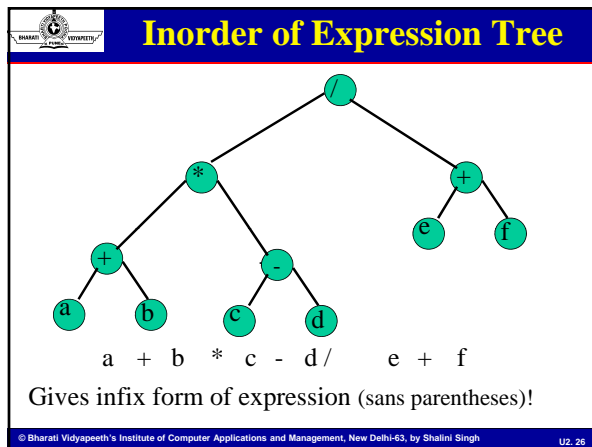 BHARATI VIDYAPEETH
PUNE
Inorder of Expression Tree
/
* +
e f
+ -
a b c d
a + b * c - d / e + f
Gives infix form of expression (sans parentheses)!
© Bharati Vidyapeeth's Institute of Computer Applications and Management, New Delhi-63, by Shalini Singh U2. 26